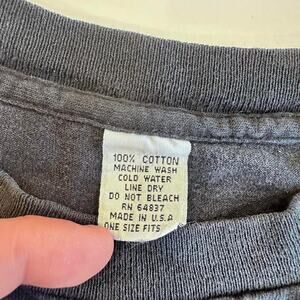 100% COTTON
MACHINE WASH
COLD WATER
LINE DRY
DO NOT BLEACH
RN 64837
MADE IN U.S.A
ONE SIZE FITS